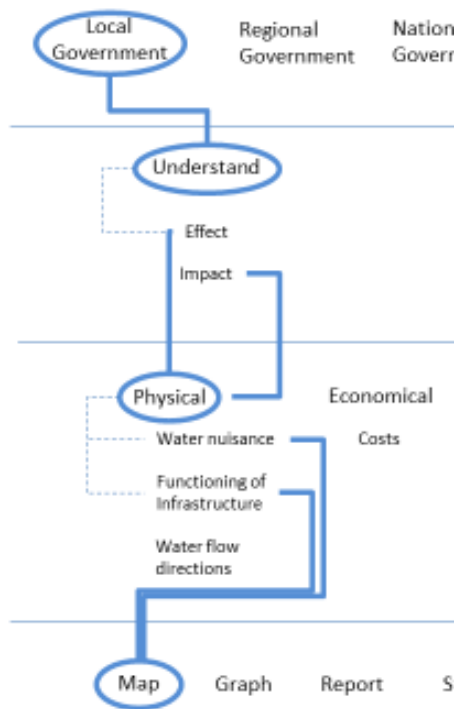 Local Government
Regional Government
Understand
Effect
Impact
Physical
Economical
Water nuisance
Costs
Functioning of
Infrastructure
Water flow
directions
Map
Graph
Report